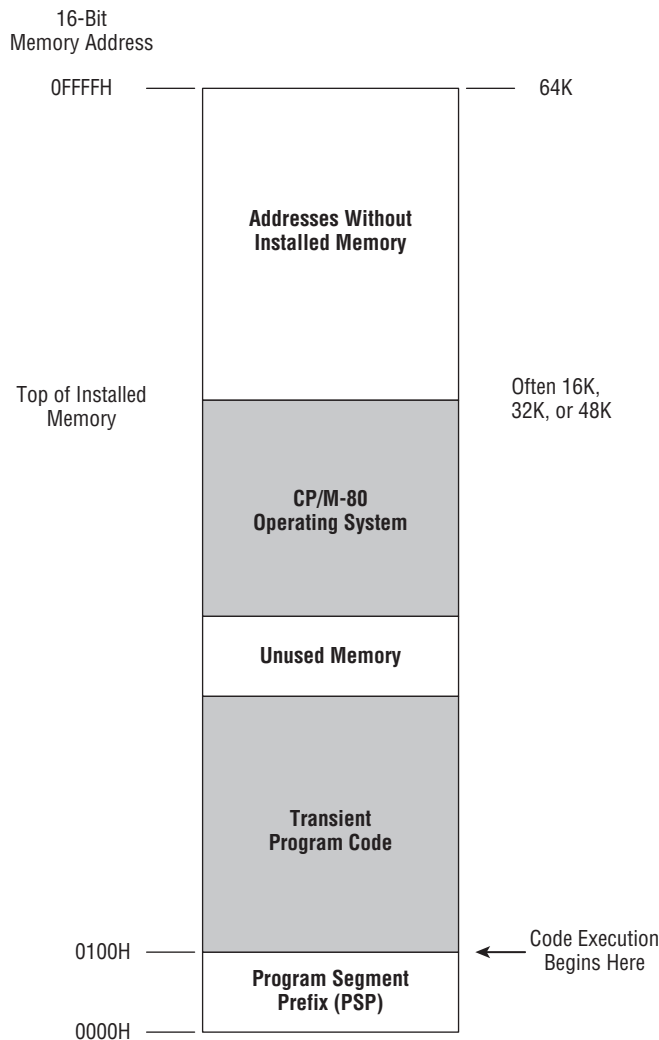 16-Bit
Memory Address
0FFFFH
64K
Addresses Without
Installed Memory
Top of Installed
Memory
Often 16K,
32K, or 48K
CP/M-80
Operating System
Unused Memory
Transient
Program Code
0100H
Code Execution
Begins Here
Program Segment
Prefix (PSP)
0000H